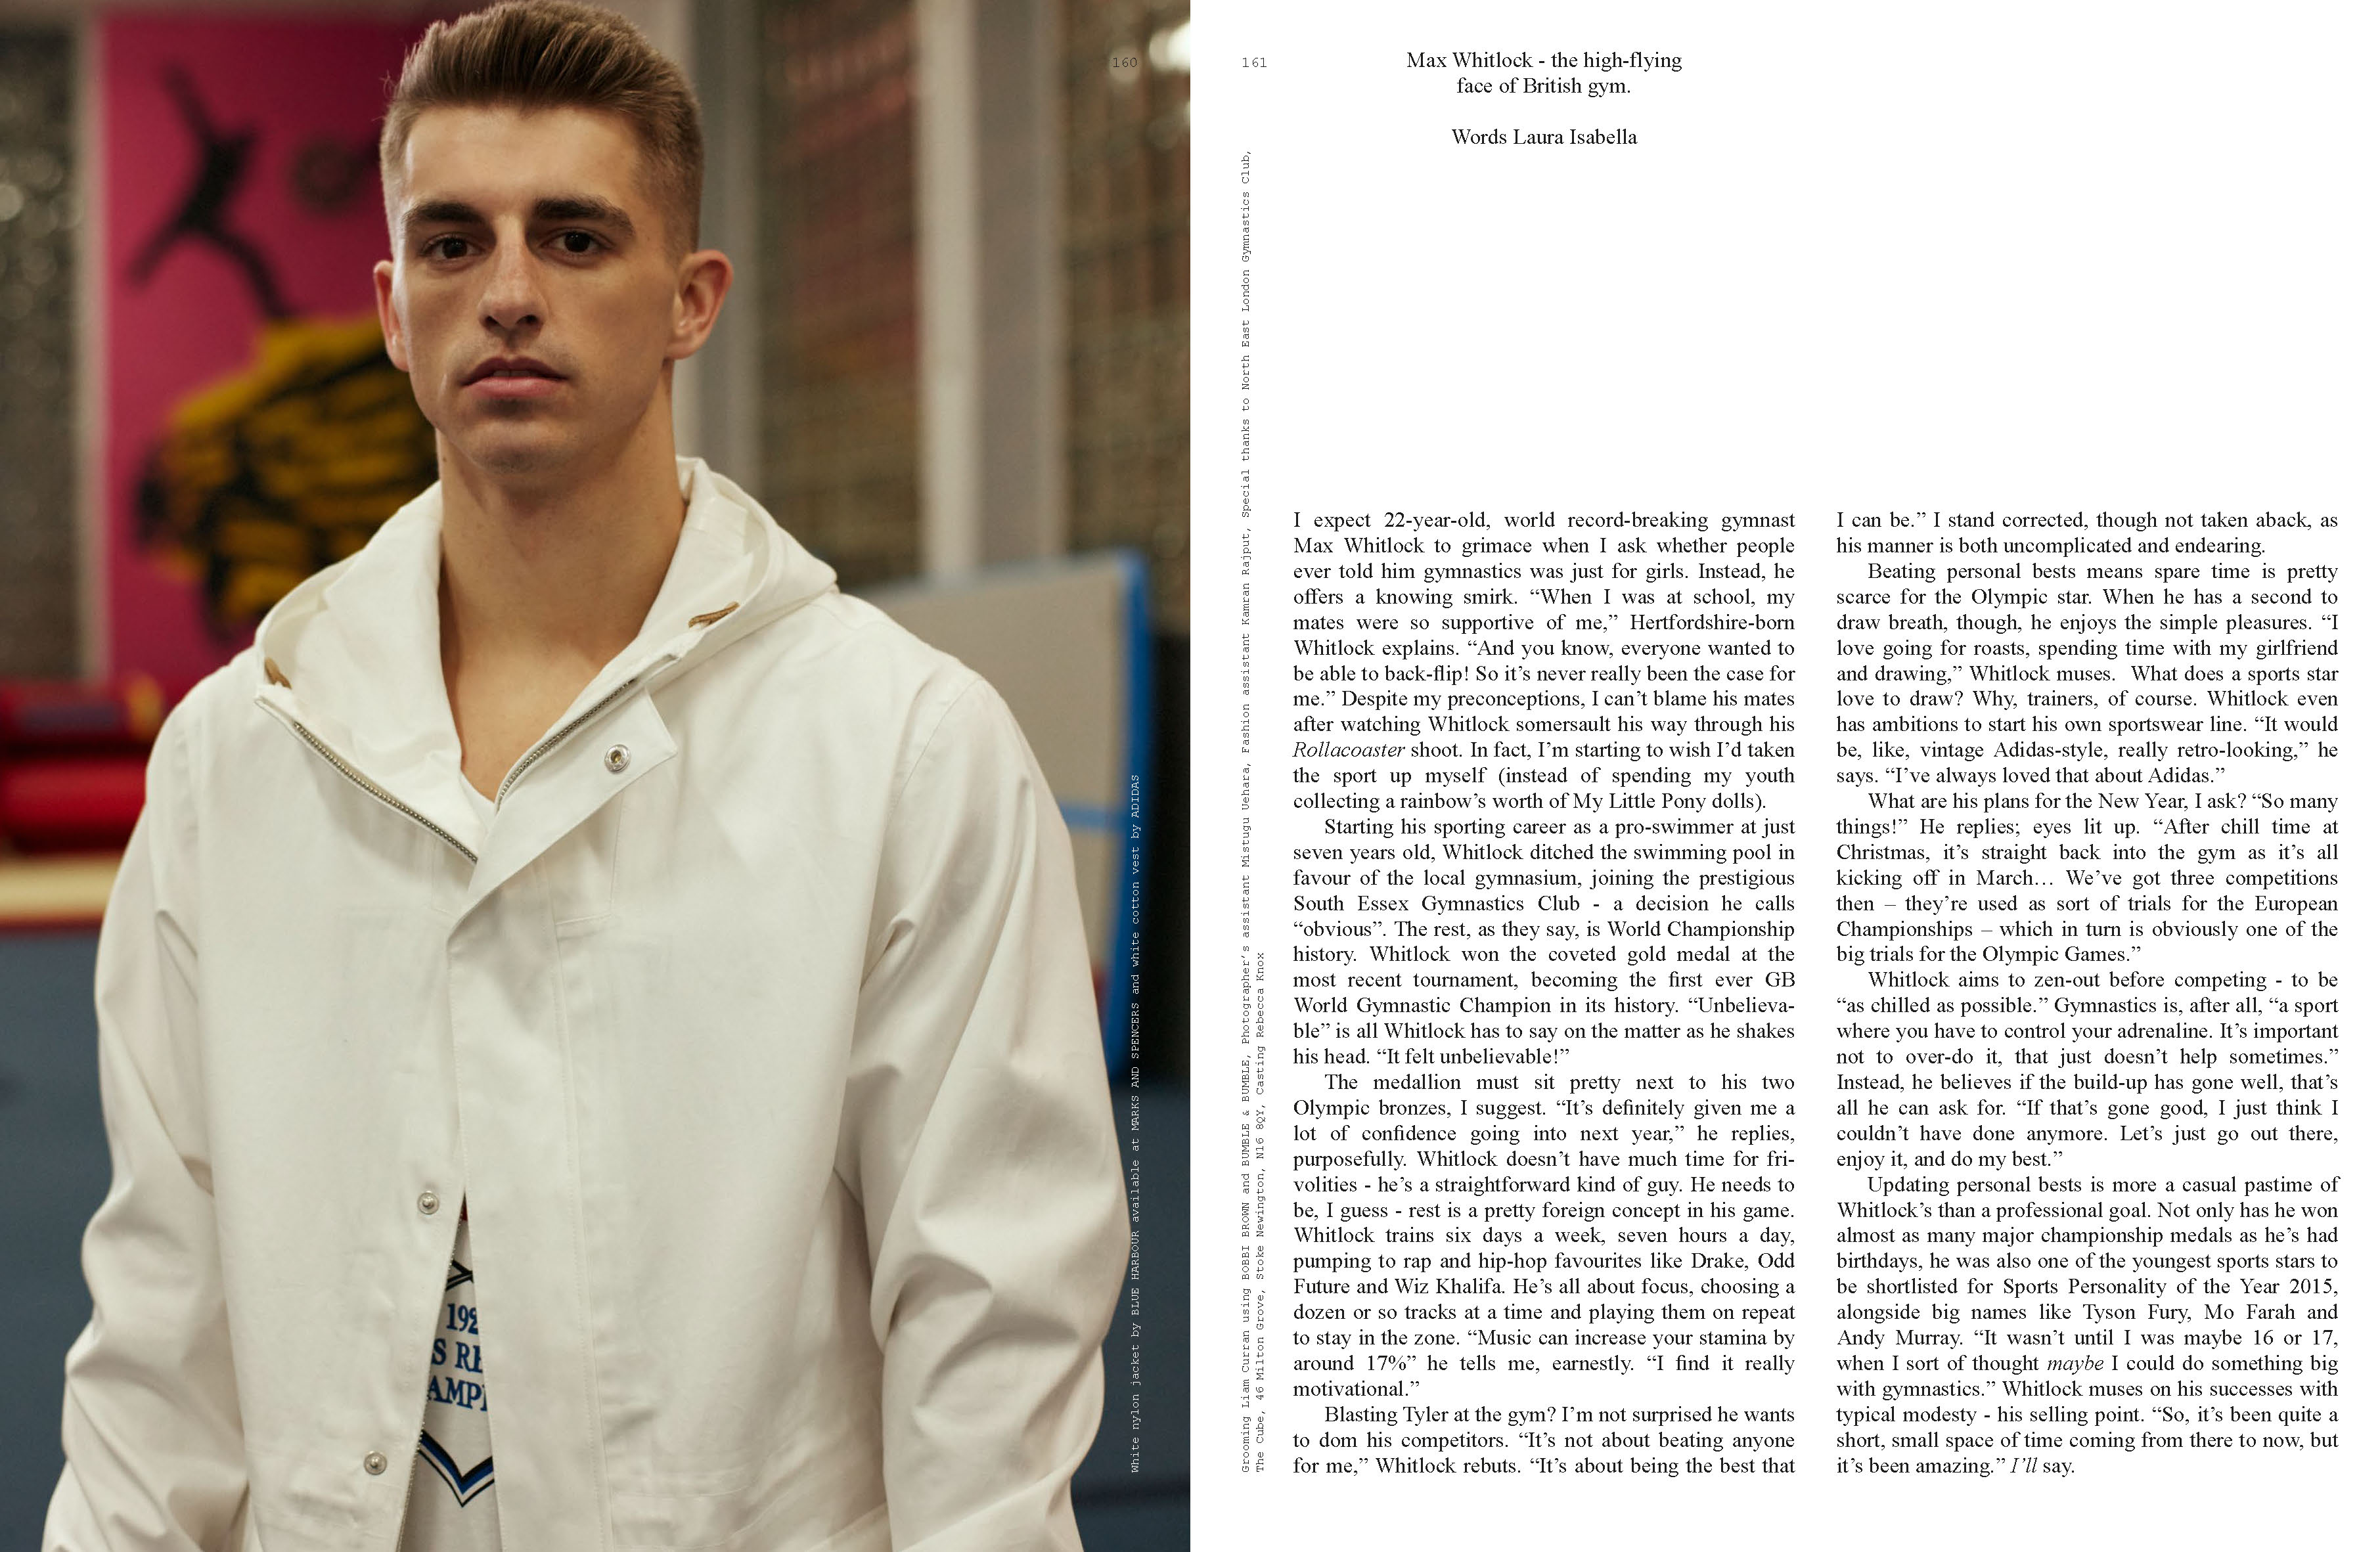 160
White nylon jacket by BLUE HARBOUR available at MARKS AND SPENCERS and white cotton vest by ADIDAS
192
S RE
AMPI
161
Max Whitlock - the high-flying
face of British gym.
Words Laura Isabella
Grooming Liam Curran using BOBBI BROWN and BUMBLE & BUMBLE, Photographer's assistant Mistugu Uehara, Fashion assistant Kamran Rajput, Special thanks to North East London Gymnastics Club,
The Cube, 46 Milton Grove, Stoke Newington, N16 8QY, Casting Rebecca Knox
I expect 22-year-old, world record-breaking gymnast
Max Whitlock to grimace when I ask whether people
ever told him gymnastics was just for girls. Instead, he
offers a knowing smirk. “When I was at school, my
mates were so supportive of me,” Hertfordshire-born
Whitlock explains. “And you know, everyone wanted to
be able to back-flip! So it’s never really been the case for
me.” Despite my preconceptions, I can’t blame his mates
after watching Whitlock somersault his way through his
Rollacoaster shoot. In fact, I’m starting to wish I’d taken
the sport up myself (instead of spending my youth
collecting a rainbow’s worth of My Little Pony dolls).
Starting his sporting career as a pro-swimmer at just
seven years old, Whitlock ditched the swimming pool in
favour of the local gymnasium, joining the prestigious
South Essex Gymnastics Club - a decision he calls
“obvious”. The rest, as they say, is World Championship
history. Whitlock won the coveted gold medal at the
most recent tournament, becoming the first ever GB
World Gymnastic Champion in its history. “Unbelieva-
ble” is all Whitlock has to say on the matter as he shakes
his head. “It felt unbelievable!”
The medallion must sit pretty next to his two
Olympic bronzes, I suggest. “It’s definitely given me a
lot of confidence going into next year,” he replies,
purposefully. Whitlock doesn’t have much time for fri-
volities - he’s a straightforward kind of guy. He needs to
be, I guess - rest is a pretty foreign concept in his game.
Whitlock trains six days a week, seven hours a day,
pumping to rap and hip-hop favourites like Drake, Odd
Future and Wiz Khalifa. He’s all about focus, choosing a
dozen or so tracks at a time and playing them on repeat
to stay in the zone. “Music can increase your stamina by
around 17%” he tells me, earnestly. “I find it really
motivational.”
Blasting Tyler at the gym? I’m not surprised he wants
to dom his competitors. “It’s not about beating anyone
for me,” Whitlock rebuts. “It’s about being the best that
I can be.” I stand corrected, though not taken aback, as
his manner is both uncomplicated and endearing.
Beating personal bests means spare time is pretty
scarce for the Olympic star. When he has a second to
draw breath, though, he enjoys the simple pleasures. “I
love going for roasts, spending time with my girlfriend
and drawing,” Whitlock muses. What does a sports star
love to draw? Why, trainers, of course. Whitlock even
has ambitions to start his own sportswear line. “It would
be, like, vintage Adidas-style, really retro-looking,” he
says. “I’ve always loved that about Adidas.”
What are his plans for the New Year, I ask? “So many
things!” He replies; eyes lit up. “After chill time at
Christmas, it’s straight back into the gym as it’s all
kicking off in March… We’ve got three competitions
then – they’re used as sort of trials for the European
Championships – which in turn is obviously one of the
big trials for the Olympic Games.”
Whitlock aims to zen-out before competing - to be
“as chilled as possible.” Gymnastics is, after all, “a sport
where you have to control your adrenaline. It’s important
not to over-do it, that just doesn’t help sometimes.”
Instead, he believes if the build-up has gone well, that’s
all he can ask for. “If that’s gone good, I just think I
couldn’t have done anymore. Let’s just go out there,
enjoy it, and do my best.”
Updating personal bests is more a casual pastime of
Whitlock’s than a professional goal. Not only has he won
almost as many major championship medals as he’s had
birthdays, he was also one of the youngest sports stars to
be shortlisted for Sports Personality of the Year 2015,
alongside big names like Tyson Fury, Mo Farah and
Andy Murray. “It wasn’t until I was maybe 16 or 17,
when I sort of thought maybe I could do something big
with gymnastics.” Whitlock muses on his successes with
typical modesty - his selling point. “So, it’s been quite a
short, small space of time coming from there to now, but
it’s been amazing.” I’ll say.